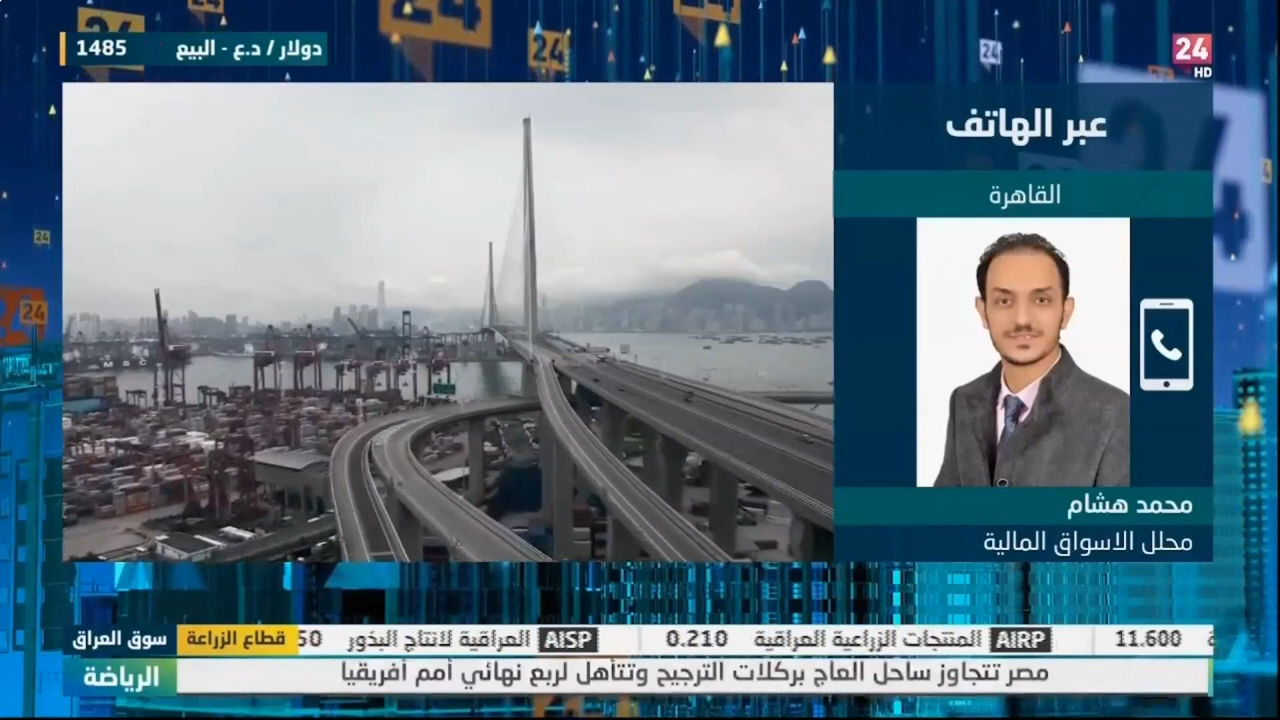 دولار / د.ع - البيع 1485
24
HD
عبر الهاتف
القاهرة
محمد هشام
محلل الاسواق المالية
سوق العراق
قطاع الزراعة
11.600 AIRP المنتجات الزراعية العراقية 0.210 AISP العراقية لانتاج البذور 50
الرياضة
مصر تتجاوز ساحل العاج بركلات الترجيح وتتأهل لربع نهائي أمم أفريقيا